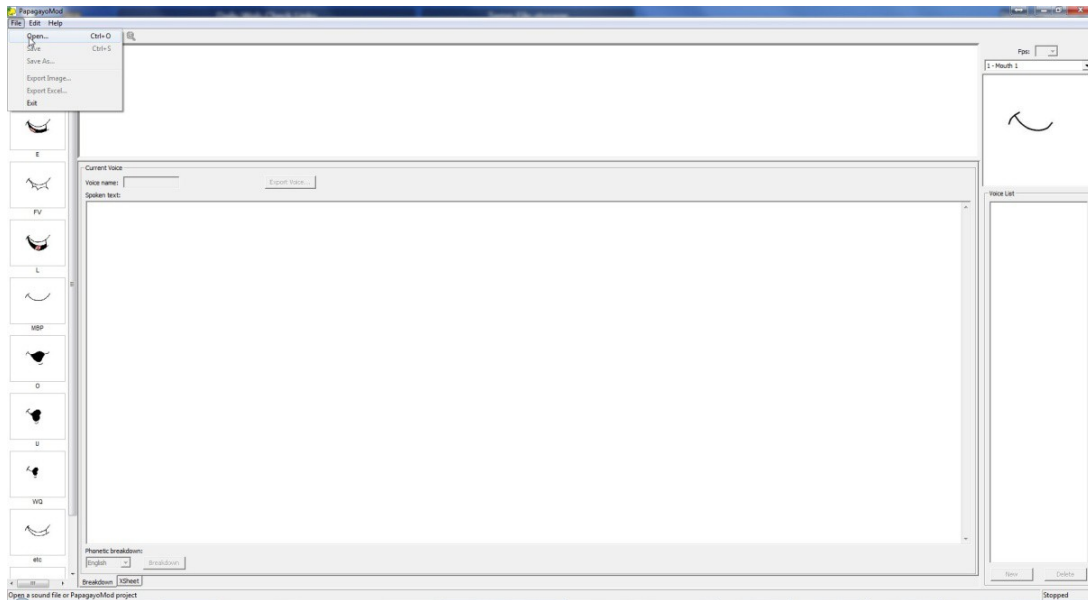 PapagayoMod
File Edit Help
Open... Ctrl+O
Save Ctrl+S
Save As...
Export Image...
Export Excel...
Exit
Fps:
1 - Mouth 1
E
FV
L
MBP
O
U
WQ
etc
Current Voice
Voice name:
Export Voice ...
Spoken text:
Voice List
Phonetic breakdown:
English
Breakdown
New
Delete
Breakdown XSheet
Open a sound file or PapagayoMod project
Stopped